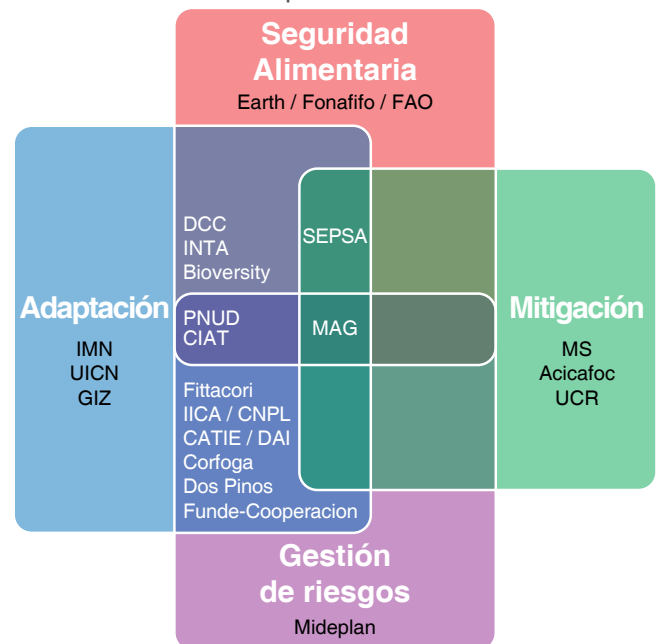 Seguridad
Alimentaria
Earth / Fonafifo / FAO
DCC
INTA
Bioversity
SEPSA
Adaptación
IMN
UICN
GIZ
PNUD
CIAT
MAG
Mitigación
MS
Acicafoc
UCR
Fittacori
IICA / CNPL
CATIE / DAI
Corfoga
Dos Pinos
Funde-Cooperacion
Gestión
de riesgos
Mideplan